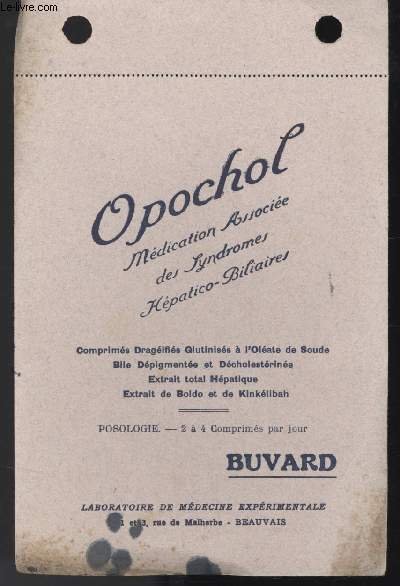 Le-livre.com
Opochol
Médication Associée
des Syndromes
Hépatico-Biliaires
Comprimés Dragéifiés Glutinisés à l'Oléate de Soude
Bile Dépigmentée et Décholestérinée
Extrait total Hépatique
Extrait de Boldo et de Kinkélibah
POSOLOGIE. — 2 à 4 Comprimés par jour
BUVARD
LABORATOIRE DE MÉDECINE EXPÉRIMENTALE
et 3, rue de Malherbe - BEAUVAIS